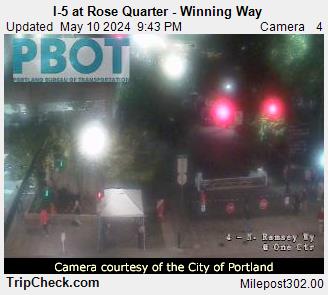 I-5 at Rose Quarter - Winning Way
Updated May 10 2024 9:43 PM Camera 4
PBOT
PORTLAND BUREAU OF TRANSPORTATION
4 - N. Ramsey Wy
@ One Ctr
Camera courtesy of the City of Portland
TripCheck.com Milepost302.00